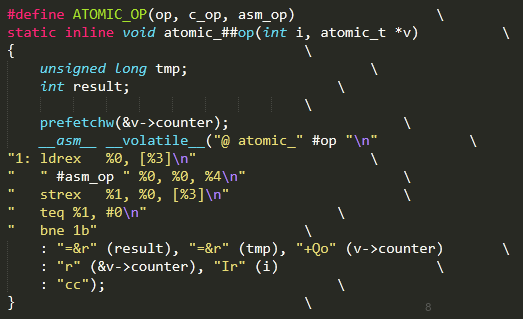 #define ATOMIC_OP(op, c_op, asm_op) \
static inline void atomic_##op(int i, atomic_t *v) \
{ \
unsigned long tmp; \
int result; \
\
prefetchw(&v->counter); \
__asm__ __volatile__("@ atomic_" #op "\n" \
"1: ldrex %0, [%3]\n" \
" " #asm_op " %0, %0, %4\n" \
" strex %1, %0, [%3]\n" \
" teq %1, #0\n" \
" bne 1b" \
: "=&r" (result), "=&r" (tmp), "+Qo" (v->counter) \
: "r" (&v->counter), "Ir" (i) \
: "cc"); \
} \
8